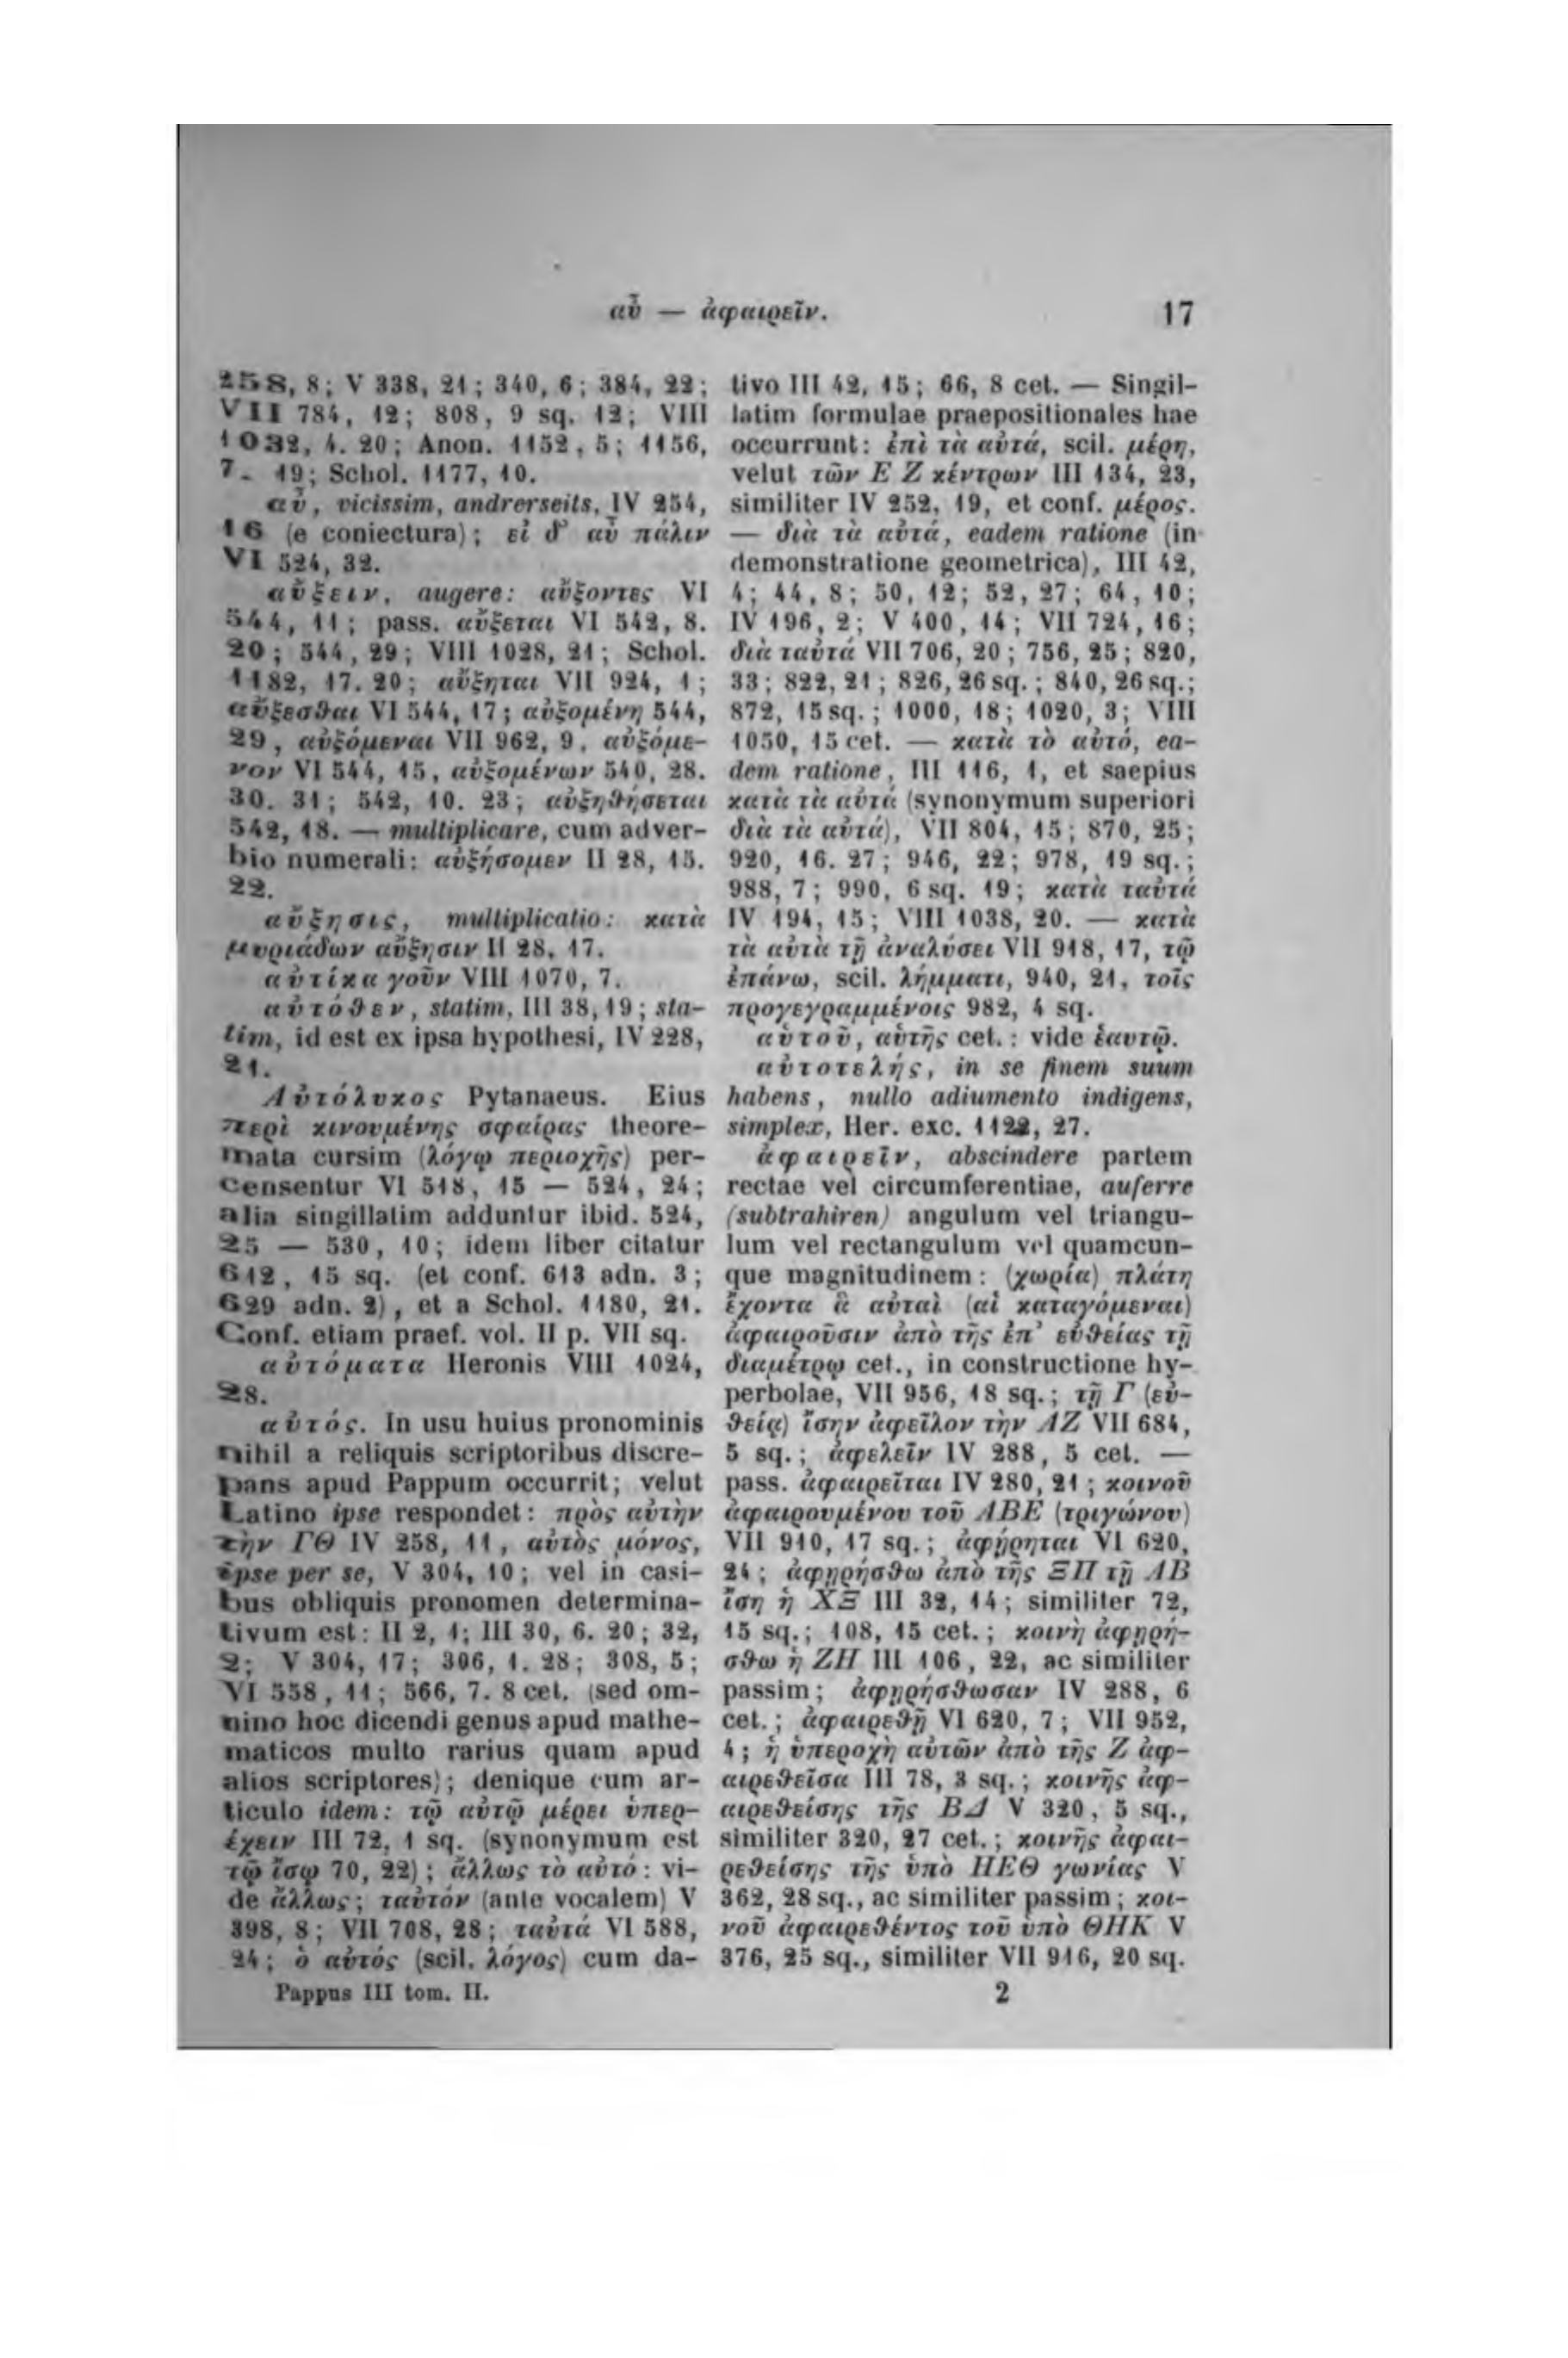 αὖ — ἀφαιρεῖν.
17
258, 8; V 338, 21; 340, 6; 384, 22;
VII 784, 12; 808, 9 sq. 12; VIII
1032, 4. 20; Anon. 1152, 5; 1156,
7. 19; Schol. 1177, 10.
αὖ, vicissim, andrerseits, IV 254,
16 (e coniectura); εἰ δ' αὖ πάλιν
VI 524, 32.
αὔξειν, augere: αὔξοντες VI
544, 11; pass. αὔξεται VI 542, 8.
20; 544, 29; VIII 1028, 21; Schol.
1182, 17. 20; αὔξηται VII 924, 1;
αὔξεσθαι VI 544, 17; αὐξομένη 544,
29, αὐξόμεναι VII 962, 9, αὐξόμε-
νον VI 544, 15, αὐξομένων 540, 28.
30. 31; 542, 10. 23; αὐξηθήσεται
542, 18. — multiplicare, cum adver-
bio numerali: αὐξήσομεν II 28, 15.
22.
αὔξησις, multiplicatio: κατὰ
μυριάδων αὔξησιν II 28, 17.
αὐτίκα γοῦν VIII 1070, 7.
αὐτόθεν, statim, III 38, 19; sta-
tim, id est ex ipsa hypothesi, IV 228,
21.
Αὐτόλυκος Pytanaeus. Eius
περὶ κινουμένης σφαίρας theore-
mata cursim (λόγῳ περιοχῆς) per-
censentur VI 518, 15 — 524, 24;
alia singillatim adduntur ibid. 524,
25 — 530, 10; idem liber citatur
612, 15 sq. (et conf. 613 adn. 3;
629 adn. 2), et a Schol. 1180, 21.
Conf. etiam praef. vol. II p. VII sq.
αὐτόματα Heronis VIII 1024,
28.
αὐτός. In usu huius pronominis
nihil a reliquis scriptoribus discre-
pans apud Pappum occurrit; velut
Latino ipse respondet: πρὸς αὐτὴν
τὴν ΓΘ IV 258, 11, αὐτὸς μόνος,
ipse per se, V 304, 10; vel in casi-
bus obliquis pronomen determina-
tivum est: II 2, 1; III 30, 6. 20; 32,
2; V 304, 17; 306, 1. 28; 308, 5;
VI 558, 11; 566, 7. 8 cet. (sed om-
nino hoc dicendi genus apud mathe-
maticos multo rarius quam apud
alios scriptores); denique cum ar-
ticulo idem: τῷ αὐτῷ μέρει ὑπερ-
έχειν III 72, 1 sq. (synonymum est
τῷ ἴσῳ 70, 22); ἄλλως τὸ αὐτό: vi-
de ἄλλως; ταὐτόν (ante vocalem) V
398, 8; VII 708, 28; ταὐτά VI 588,
24; ὁ αὐτός (scil. λόγος) cum da-
Pappus III tom. II.
tivo III 42, 15; 66, 8 cet. — Singil-
latim formulae praepositionales hae
occurrunt: ἐπὶ τὰ αὐτά, scil. μέρη,
velut τῶν Ε Ζ κέντρων III 134, 23,
similiter IV 252, 19, et conf. μέρος.
— διὰ τὰ αὐτά, eadem ratione (in
demonstratione geometrica), III 42,
4; 44, 8; 50, 12; 52, 27; 64, 10;
IV 196, 2; V 400, 14; VII 724, 16;
διὰ ταὐτά VII 706, 20; 756, 25; 820,
33; 822, 21; 826, 26 sq.; 840, 26 sq.;
872, 15 sq.; 1000, 18; 1020, 3; VIII
1050, 15 cet. — κατὰ τὸ αὐτό, ea-
dem ratione, III 116, 1, et saepius
κατὰ τὰ αὐτά (synonymum superiori
διὰ τὰ αὐτά), VII 804, 15; 870, 25;
920, 16. 27; 946, 22; 978, 19 sq.;
988, 7; 990, 6 sq. 19; κατὰ ταὐτά
IV 194, 15; VIII 1038, 20. — κατὰ
τὰ αὐτὰ τῇ ἀναλύσει VII 918, 17, τῷ
ἐπάνω, scil. λήμματι, 940, 21, τοῖς
προγεγραμμένοις 982, 4 sq.
αὑτοῦ, αὑτῆς cet.: vide ἑαυτῷ.
αὐτοτελής, in se finem suum
habens, nullo adiumento indigens,
simplex, Her. exc. 1122, 27.
ἀφαιρεῖν, abscindere partem
rectae vel circumferentiae, auferre
(subtrahiren) angulum vel triangu-
lum vel rectangulum vel quamcun-
que magnitudinem: (χωρία) πλάτη
ἔχοντα ἃ αὗται (αἱ καταγόμεναι)
ἀφαιροῦσιν ἀπὸ τῆς ἐπ' εὐθείας τῇ
διαμέτρῳ cet., in constructione hy-
perbolae, VII 956, 18 sq.; τῇ Γ (εὐ-
θείᾳ) ἴσην ἀφεῖλον τὴν ΑΖ VII 684,
5 sq.; ἀφελεῖν IV 288, 5 cet. —
pass. ἀφαιρεῖται IV 280, 21; κοινοῦ
ἀφαιρουμένου τοῦ ΑΒΕ (τριγώνου)
VII 910, 17 sq.; ἀφῄρηται VI 620,
24; ἀφῃρήσθω ἀπὸ τῆς ΞΠ τῇ ΑΒ
ἴση ἡ ΧΞ III 32, 14; similiter 72,
15 sq.; 108, 15 cet.; κοινὴ ἀφῃρή-
σθω ἡ ΖΗ III 106, 22, ac similiter
passim; ἀφῃρήσθωσαν IV 288, 6
cet.; ἀφαιρεθῇ VI 620, 7; VII 952,
4; ἡ ὑπεροχὴ αὐτῶν ἀπὸ τῆς Ζ ἀφ-
αιρεθεῖσα III 78, 3 sq.; κοινῆς ἀφ-
αιρεθείσης τῆς ΒΔ V 320, 5 sq.,
similiter 320, 27 cet.; κοινῆς ἀφαι-
ρεθείσης τῆς ὑπὸ ΗΕΘ γωνίας V
362, 28 sq., ac similiter passim; κοι-
νοῦ ἀφαιρεθέντος τοῦ ὑπὸ ΘΗΚ V
376, 25 sq., similiter VII 916, 20 sq.
2